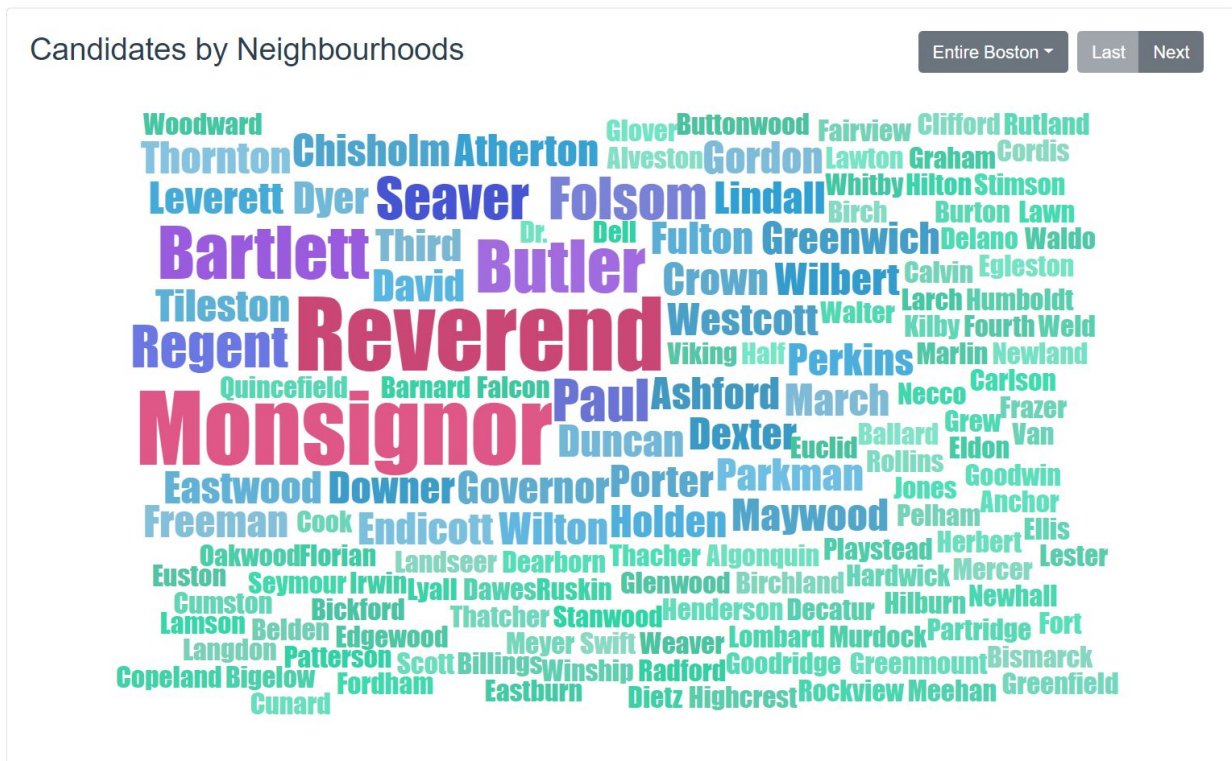 Candidates by Neighbourhoods
Entire Boston
Last
Next
Woodward
Glover Buttonwood Fairview Clifford Rutland
Thornton Chisholm Atherton Alveston Gordon Lawton Graham Cordis
Leverett Dyer Seaver Folsom Lindall Whitby Hilton Stimson
Birch Burton Lawn
Bartlett Third Dr. Dell Butler Fulton Greenwich Delano Waldo
David Crown Wilbert Calvin Egleston
Tileston Reverend Westcott Walter Larch Humboldt
Kilby Fourth Weld
Regent Viking Half Perkins Marlin Newland
Quincefield Barnard Falcon Paul Ashford March Necco Carlson
Monsignor Grew Frazer
Duncan Dexter Euclid Ballard Eldon Van
Rollins
Eastwood Downer Governor Porter Parkman Jones Goodwin
Freeman Cook Endicott Wilton Holden Maywood Pelham Anchor
Ellis
Oakwood Florian Landseer Dearborn Thacher Algonquin Playstead Herbert Lester
Euston Seymour Irwin Lyall Dawes Ruskin Glenwood Birchland Hardwick Mercer
Cumston Bickford Thatcher Stanwood Henderson Decatur Hilburn Newhall
Lamson Belden Edgewood Meyer Swift Weaver Lombard Murdock Partridge Fort
Langdon Patterson Scott Billings Winship Radford Goodridge Greenmount Bismarck
Copeland Bigelow Fordham Eastburn Dietz Highcrest Rockview Meehan Greenfield
Cunard